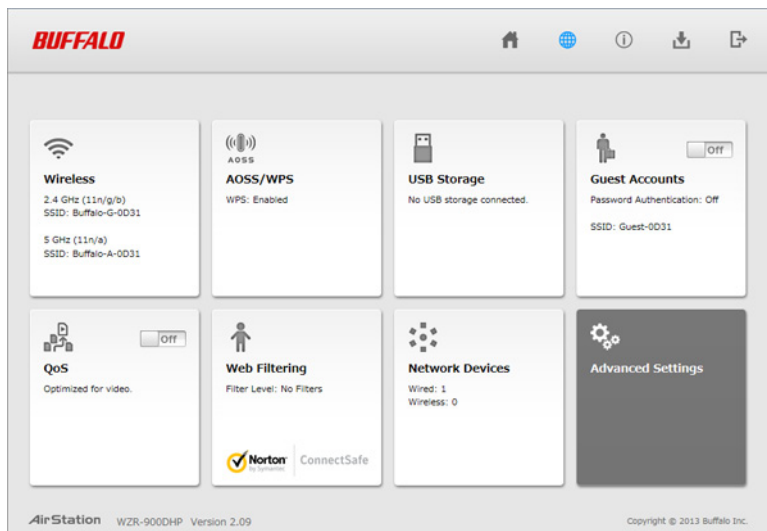 BUFFALO
Wireless
2.4 GHz (11n/g/b)
SSID: Buffalo-G-0D31
5 GHz (11n/a)
SSID: Buffalo-A-0D31
AOSS
AOSS/WPS
WPS: Enabled
USB Storage
No USB storage connected.
Off
Guest Accounts
Password Authentication: Off
SSID: Guest-0D31
Off
QoS
Optimized for video.
Web Filtering
Filter Level: No Filters
Norton
by Symantec
ConnectSafe
Network Devices
Wired: 1
Wireless: 0
Advanced Settings
AirStation WZR-900DHP Version 2.09
Copyright © 2013 Buffalo Inc.